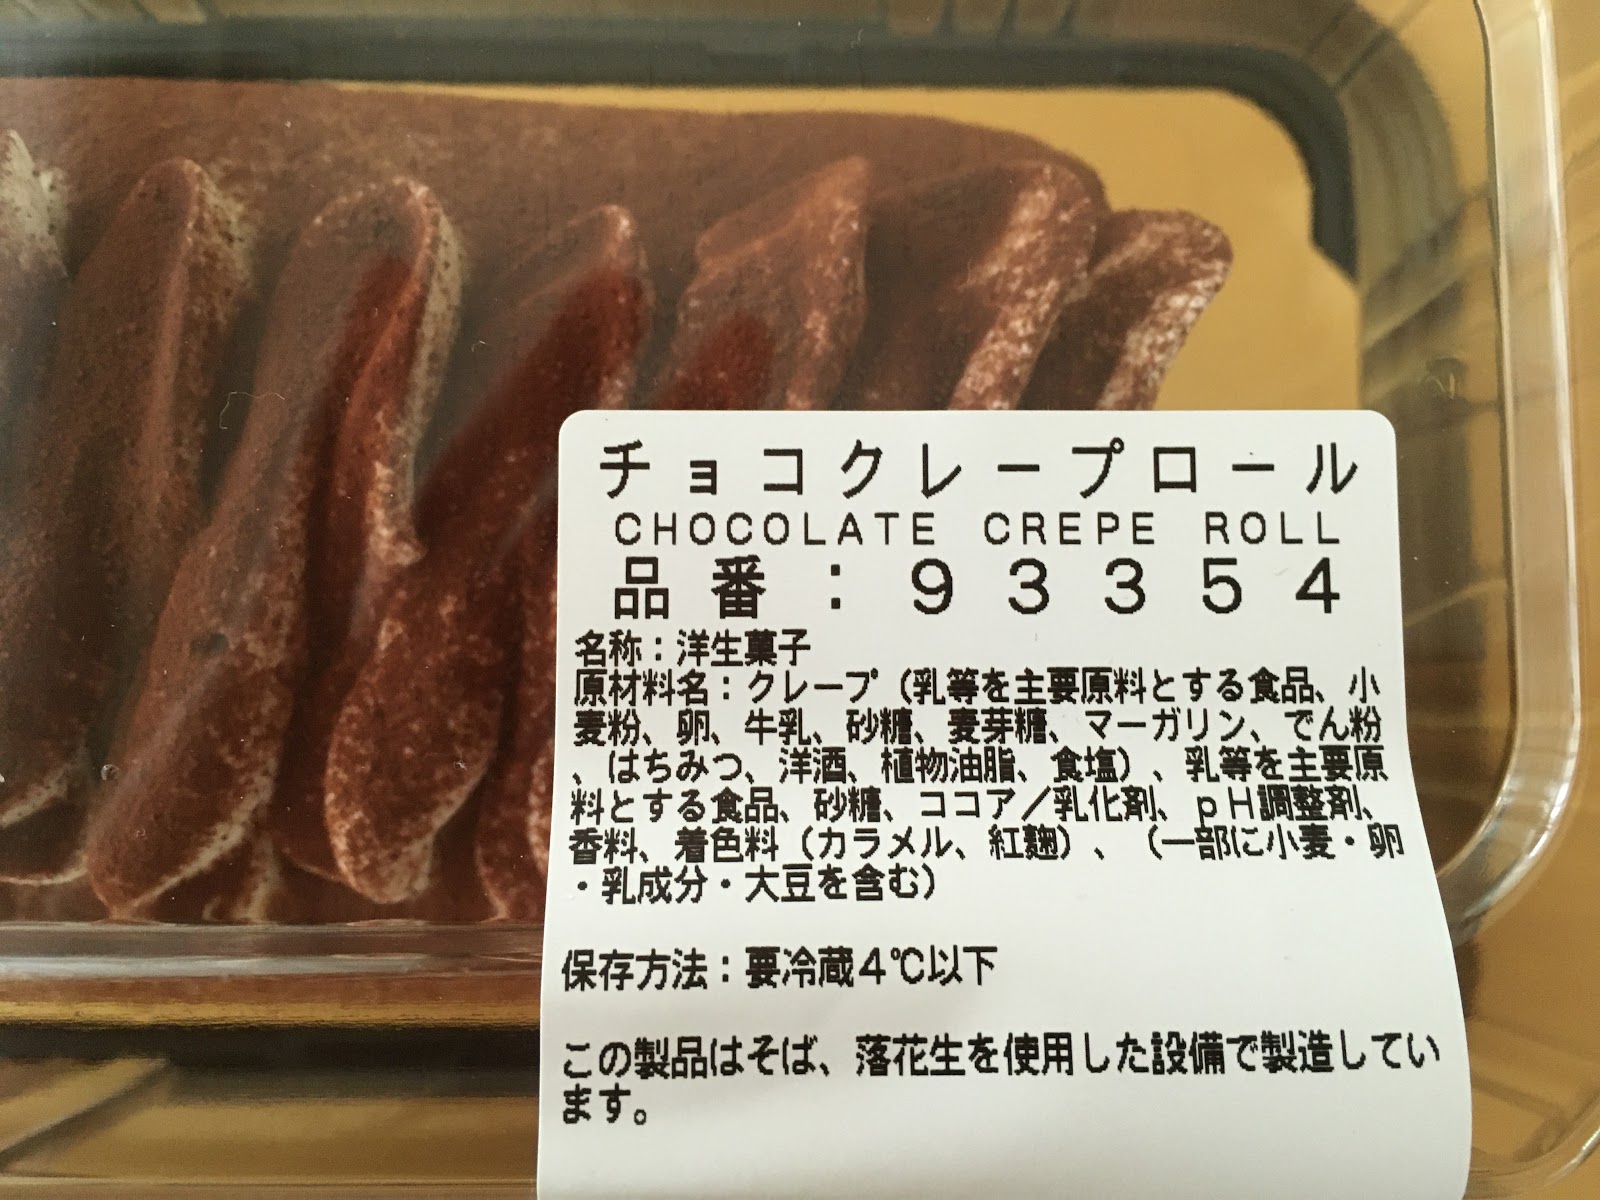 チョコクレープロール
CHOCOLATE CREPE ROLL
品番：93354
名称：洋生菓子
原材料名：クレープ（乳等を主要原料とする食品、小
麦粉、卵、牛乳、砂糖、麦芽糖、マーガリン、でん粉
、はちみつ、洋酒、植物油脂、食塩）、乳等を主要原
料とする食品、砂糖、ココア／乳化剤、ｐＨ調整剤、
香料、着色料（カラメル、紅麹）、（一部に小麦・卵
・乳成分・大豆を含む）
保存方法：要冷蔵4℃以下
この製品はそば、落花生を使用した設備で製造してい
ます。